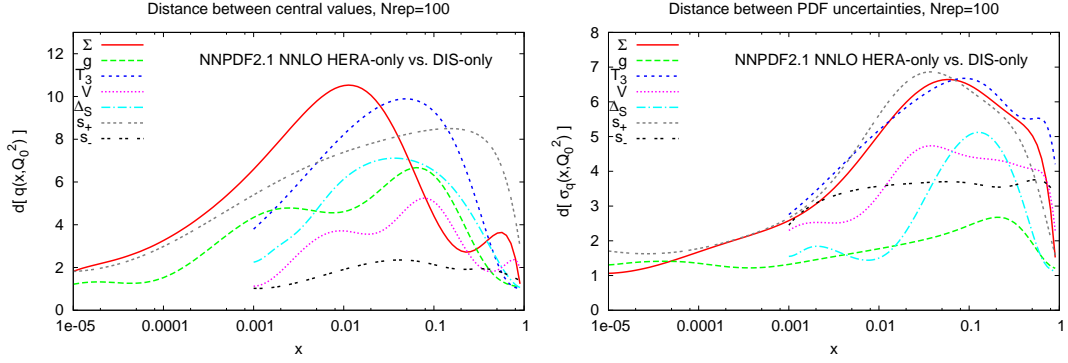 Distance between central values, Nrep=100
d[ q(x,Q₀²) ]
NNPDF2.1 NNLO HERA-only vs. DIS-only
Σ
g
T₃
V
Δ_S
s₊
s₋
12
10
8
6
4
2
0
1e-05 0.0001 0.001 0.01 0.1 1
x
Distance between PDF uncertainties, Nrep=100
d[ σ_q(x,Q₀²) ]
NNPDF2.1 NNLO HERA-only vs. DIS-only
Σ
g
T₃
V
Δ_S
s₊
s₋
8
7
6
5
4
3
2
1
0
1e-05 0.0001 0.001 0.01 0.1 1
x